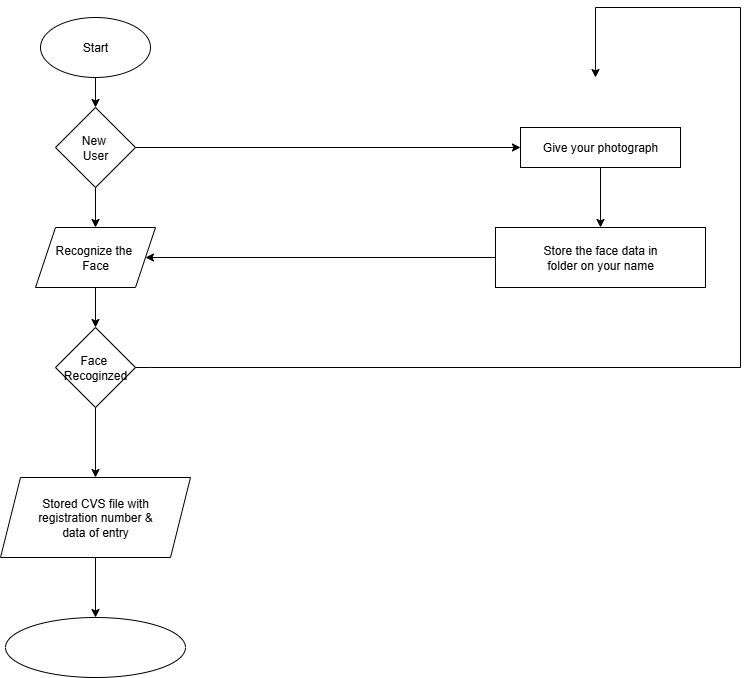 Start
New
User
Give your photograph
Recognize the
Face
Store the face data in
folder on your name
Face
Recoginzed
Stored CVS file with
registration number &
data of entry